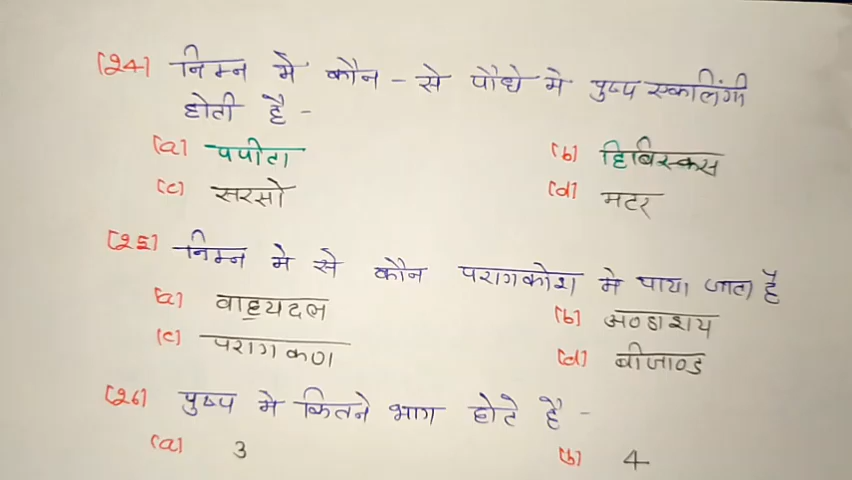 [24] निम्न मे कौन - से पौधे मे पुष्प एकलिंगी
होती है -
[a] पपीता [b] हिबिस्कस
[c] सरसो [d] मटर
[25] निम्न मे से कौन परागकोश मे पाया जाता है
[a] वाह्यदल [b] अण्डाशय
[c] परागकण [d] बीजाण्ड
[26] पुष्प मे कितने भाग होते है -
[a] 3 [b] 4